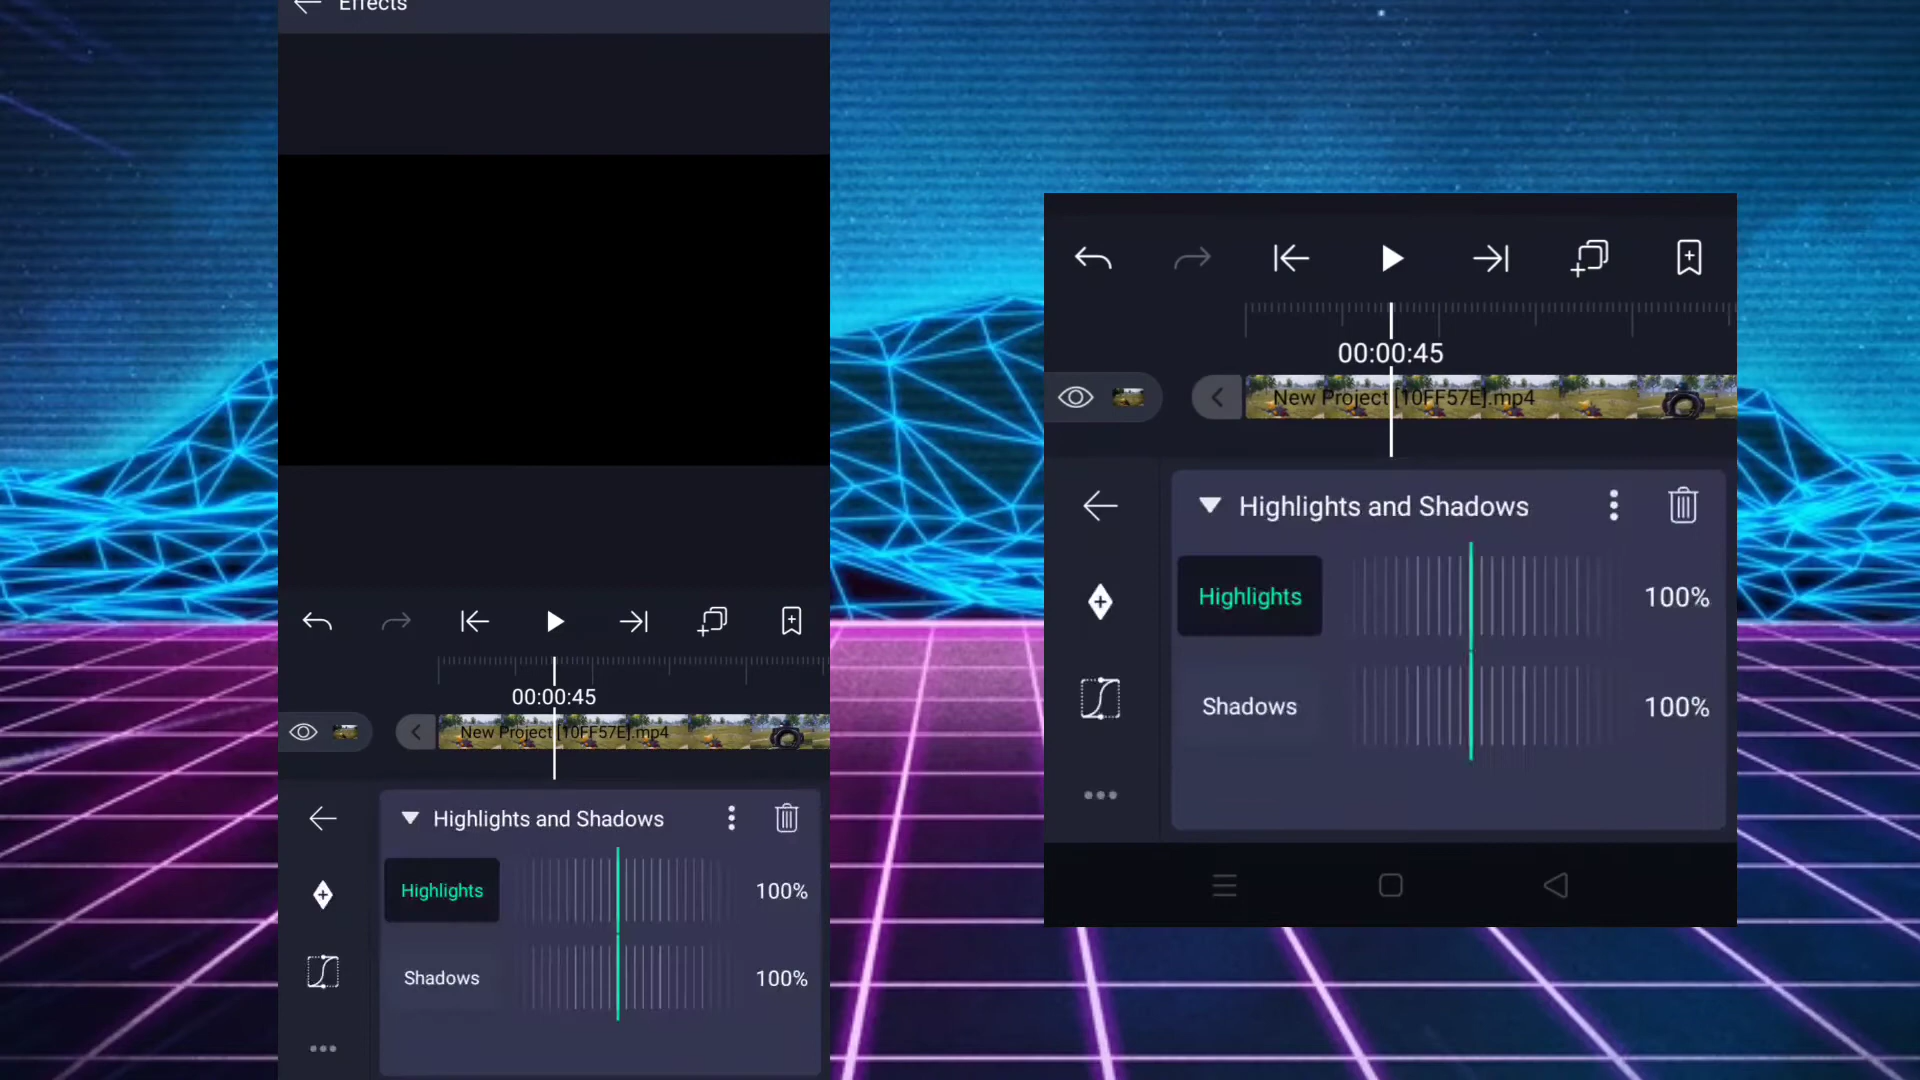 Effects
00:00:45
New Project [10FF57E].mp4
Highlights and Shadows
Highlights
100%
Shadows
100%
00:00:45
New Project [10FF57E].mp4
Highlights and Shadows
Highlights
100%
Shadows
100%